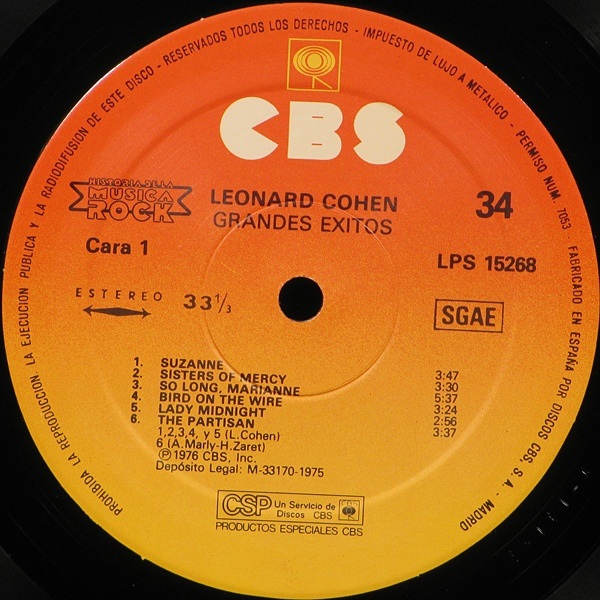 PROHIBIDA LA REPRODUCCION, LA EJECUCION PUBLICA Y LA RADIODIFUSION DE ESTE DISCO - RESERVADOS TODOS LOS DERECHOS - IMPUESTO DE LUJO A METALICO - PERMISO NUM. 7053. FABRICADO EN ESPAÑA POR DISCOS CBS, S. A. - MADRID
CBS
HISTORIA DE LA
MUSICA
ROCK
LEONARD COHEN
GRANDES EXITOS
34
Cara 1
LPS 15268
ESTEREO 33 1/3
SGAE
1. SUZANNE 3:47
2. SISTERS OF MERCY 3:30
3. SO LONG, MARIANNE 5:37
4. BIRD ON THE WIRE 3:24
5. LADY MIDNIGHT 2:56
6 THE PARTISAN 3:37
1,2,3,4, y 5 (L.Cohen)
6 (A.Marly-H.Zaret)
Ⓟ 1976 CBS, Inc.
Depósito Legal: M-33170-1975
CSP Un Servicio de
Discos CBS
PRODUCTOS ESPECIALES CBS